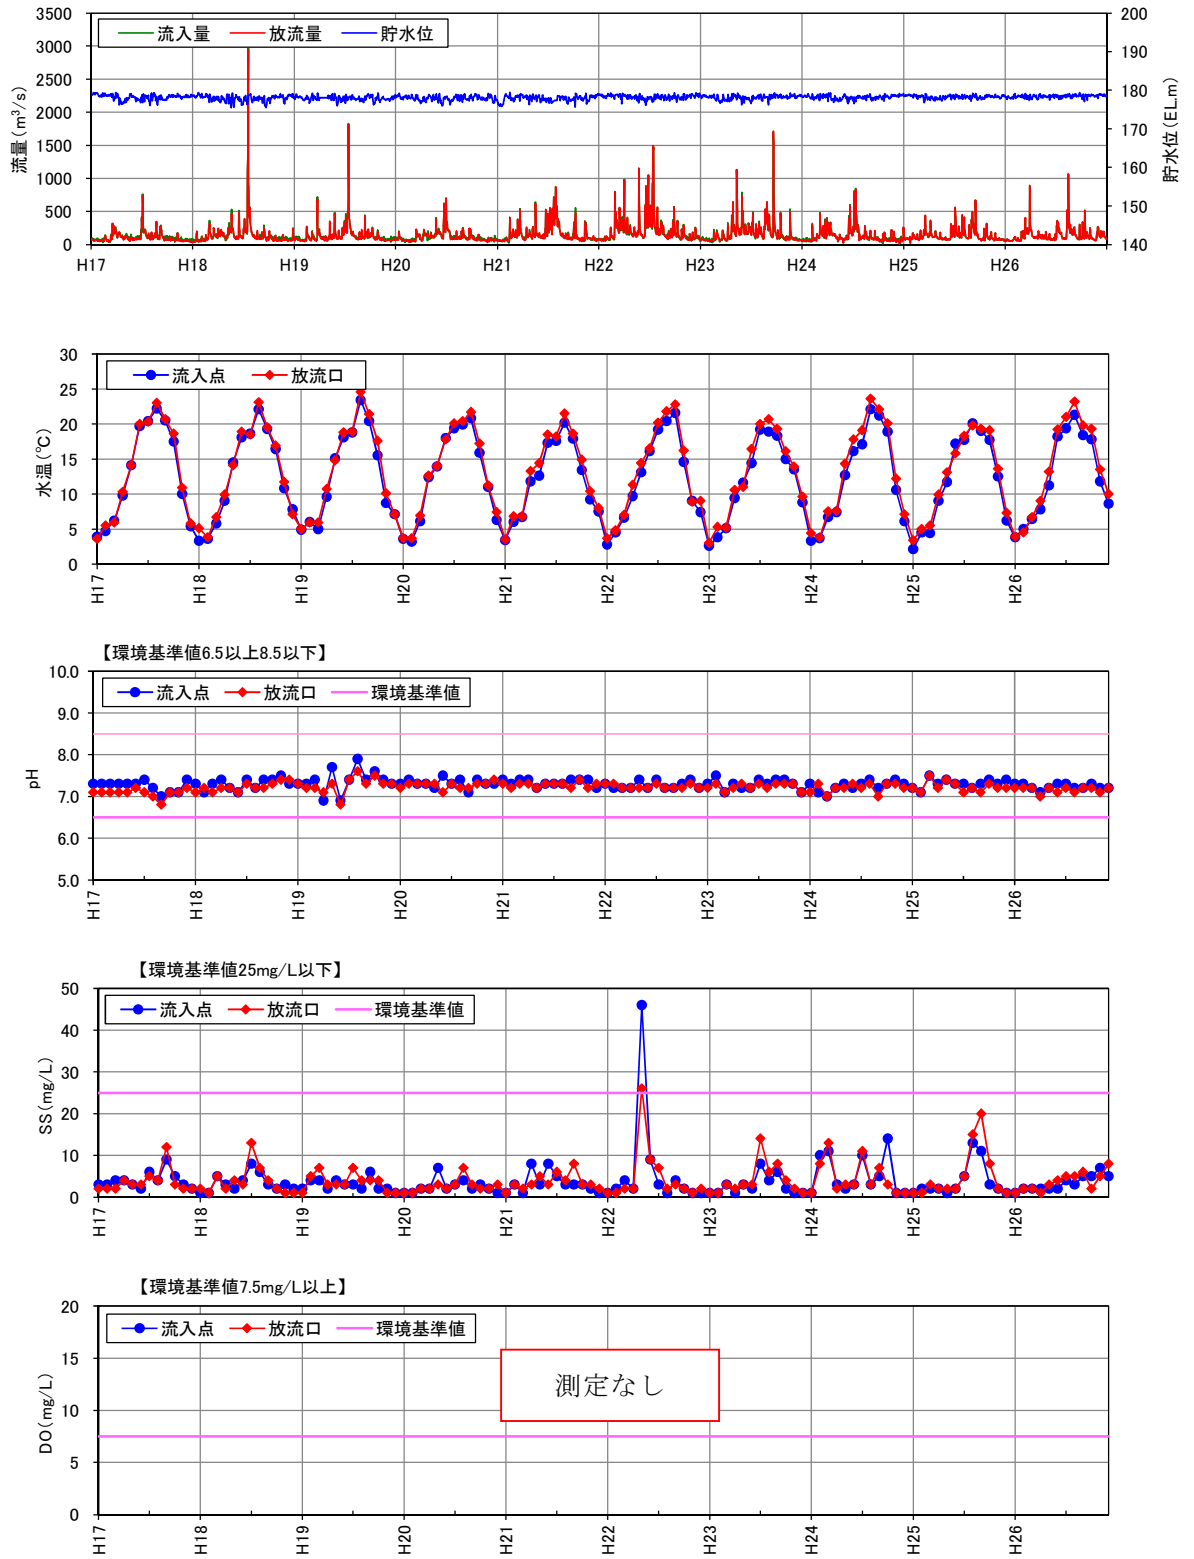 流入量 放流量 貯水位
3500
3000
2500
2000
1500
1000
500
0
流量(m³/s)
200
190
180
170
160
150
140
貯水位(EL.m)
H17 H18 H19 H20 H21 H22 H23 H24 H25 H26
流入点 放流口
30
25
20
15
10
5
0
水温(℃)
H17 H18 H19 H20 H21 H22 H23 H24 H25 H26
【環境基準値6.5以上8.5以下】
流入点 放流口 環境基準値
10.0
9.0
8.0
7.0
6.0
5.0
pH
H17 H18 H19 H20 H21 H22 H23 H24 H25 H26
【環境基準値25mg/L以下】
流入点 放流口 環境基準値
50
40
30
20
10
0
SS(mg/L)
H17 H18 H19 H20 H21 H22 H23 H24 H25 H26
【環境基準値7.5mg/L以上】
流入点 放流口 環境基準値
20
15
10
5
0
DO(mg/L)
測定なし
H17 H18 H19 H20 H21 H22 H23 H24 H25 H26